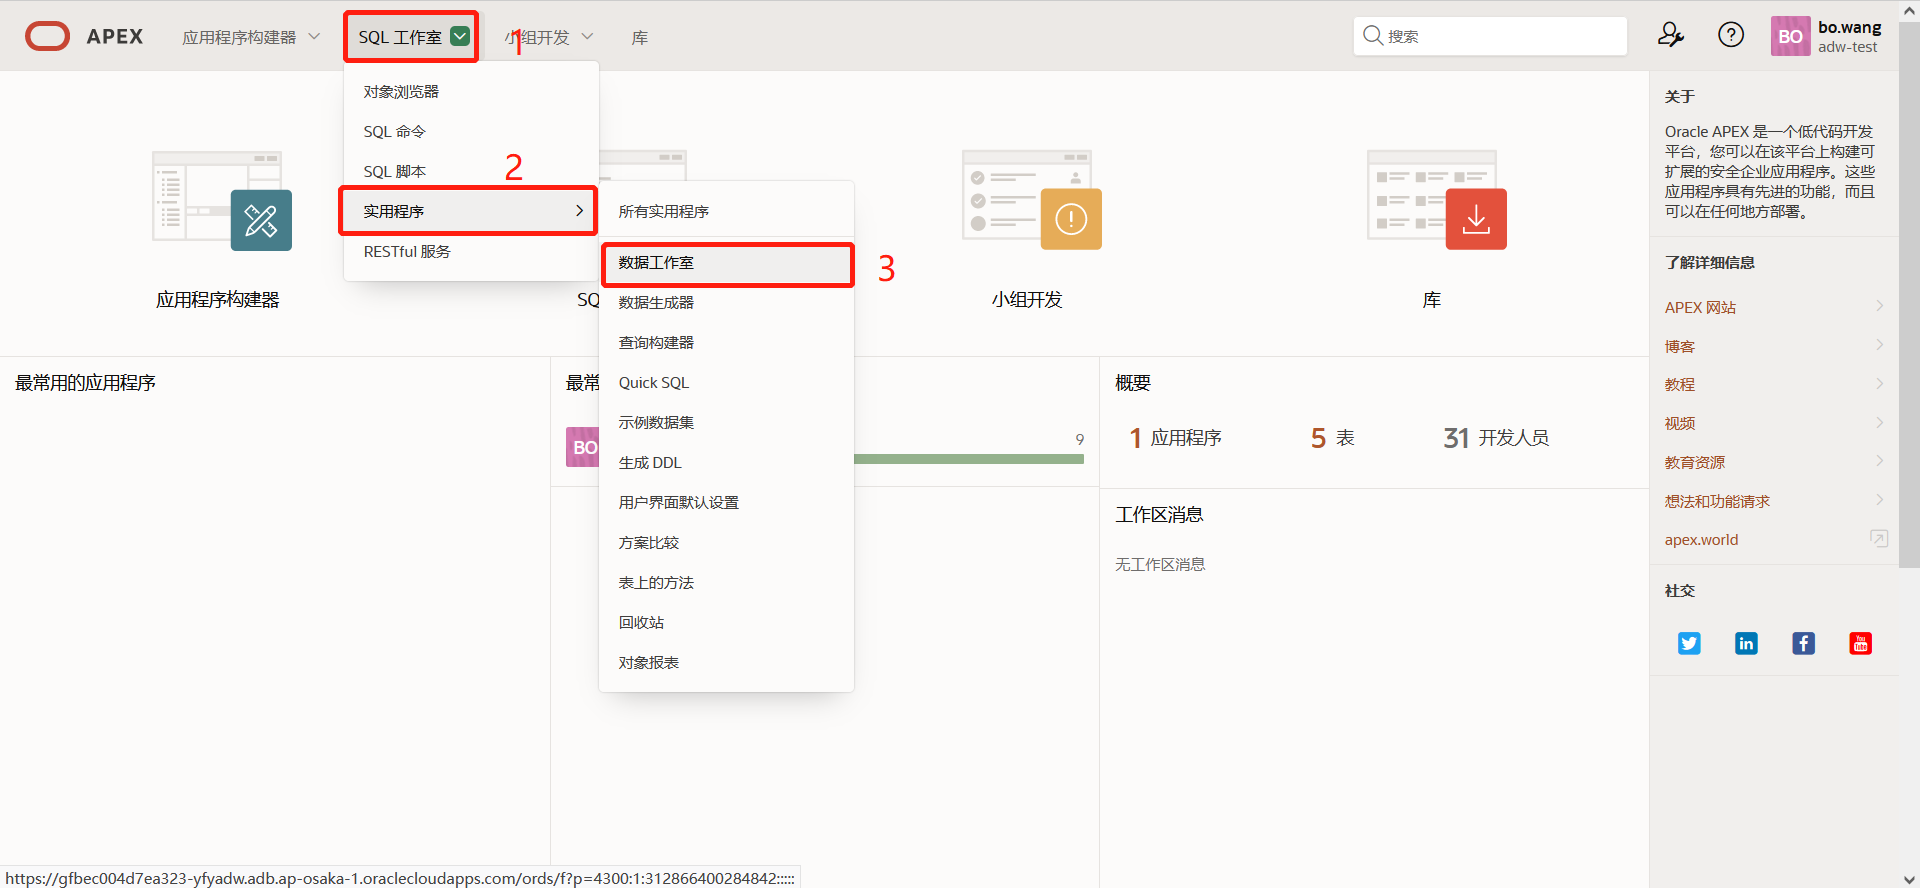 APEX
应用程序构建器
SQL 工作室
1
小组开发
库
搜索
BO
bo.wang
adw-test
对象浏览器
SQL 命令
SQL 脚本
2
实用程序
RESTful 服务
所有实用程序
数据工作室
3
数据生成器
查询构建器
Quick SQL
示例数据集
生成 DDL
用户界面默认设置
方案比较
表上的方法
回收站
对象报表
应用程序构建器
SQ
小组开发
库
最常用的应用程序
最常
BO
9
概要
1 应用程序
5 表
31 开发人员
工作区消息
无工作区消息
关于
Oracle APEX 是一个低代码开发
平台，您可以在该平台上构建可
扩展的安全企业应用程序。这些
应用程序具有先进的功能，而且
可以在任何地方部署。
了解详细信息
APEX 网站
博客
教程
视频
教育资源
想法和功能请求
apex.world
社交
in
f
You
Tube
https://gfbec004d7ea323-yfyadw.adb.ap-osaka-1.oraclecloudapps.com/ords/f?p=4300:1:312866400284842:::::